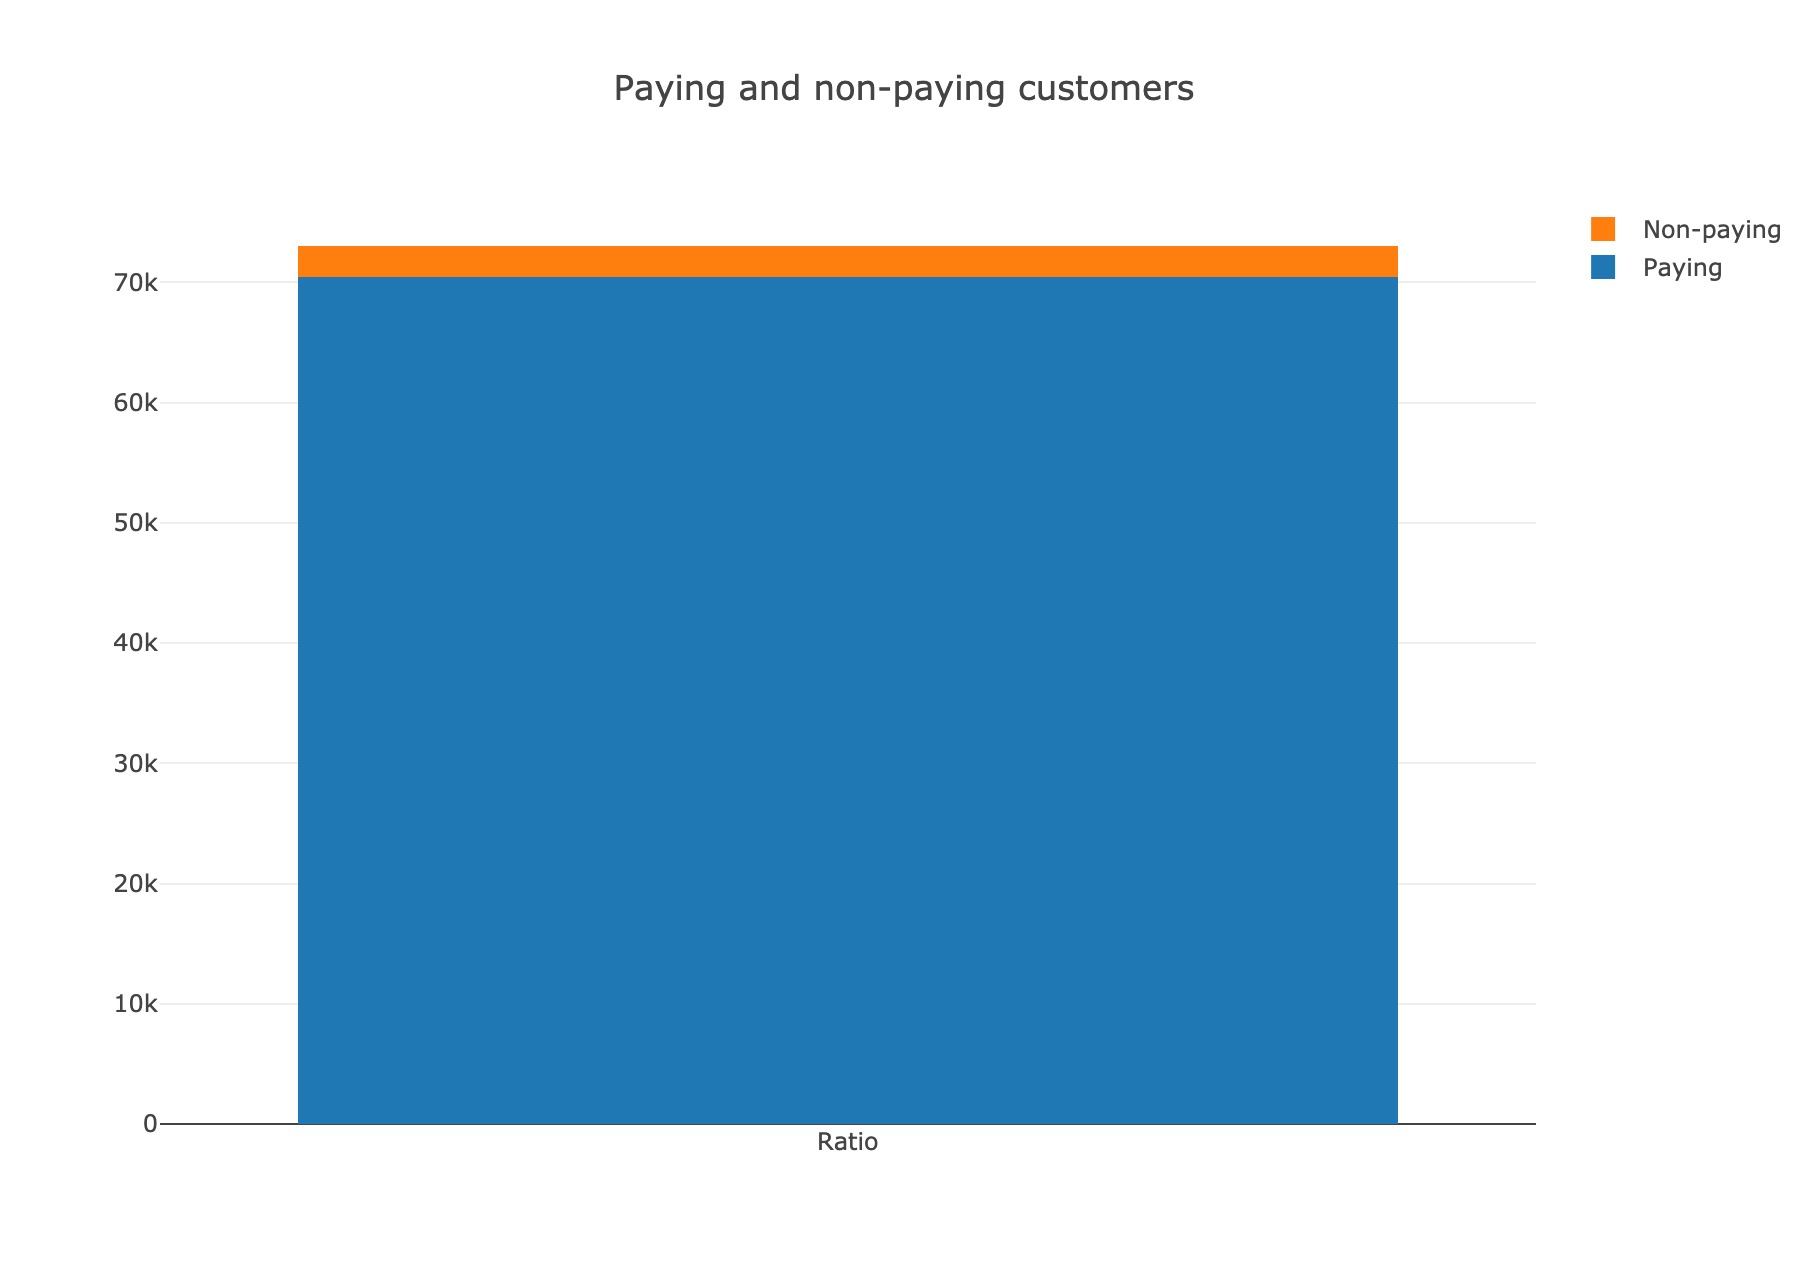 Paying and non-paying customers
Non-paying
Paying
70k
60k
50k
40k
30k
20k
10k
0
Ratio